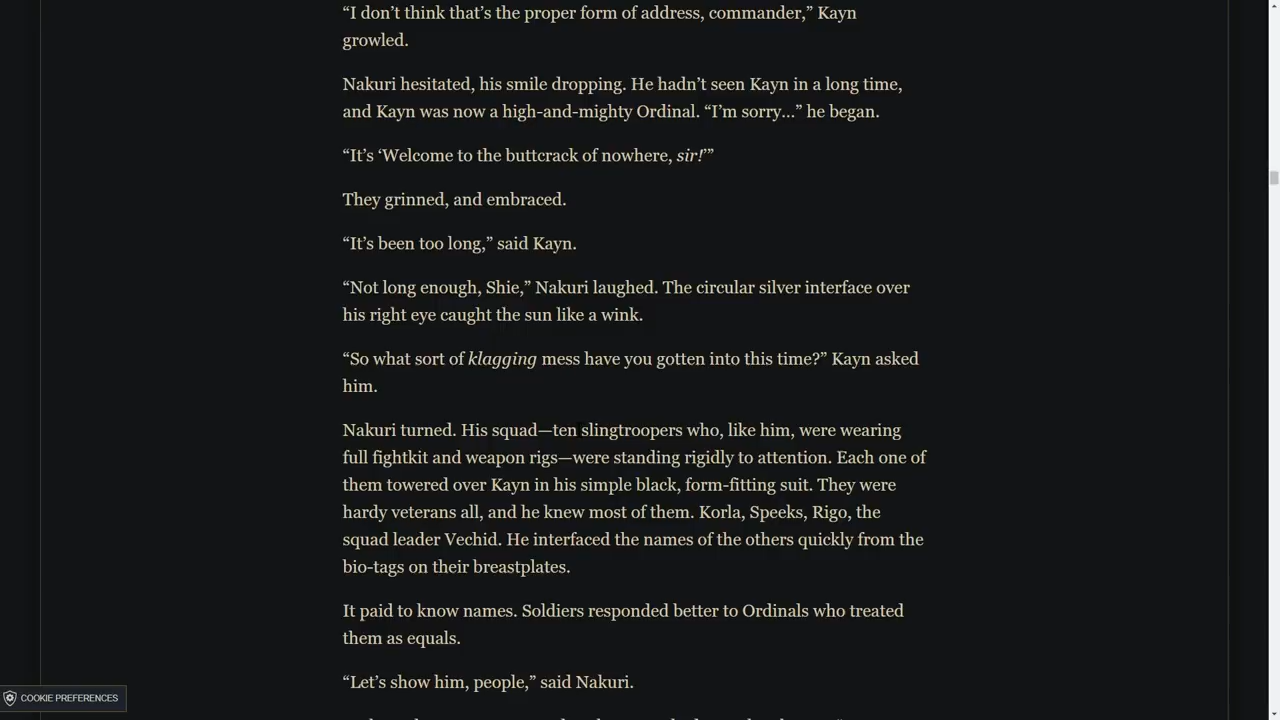 “I don’t think that’s the proper form of address, commander,” Kayn
growled.
Nakuri hesitated, his smile dropping. He hadn’t seen Kayn in a long time,
and Kayn was now a high-and-mighty Ordinal. “I’m sorry…” he began.
“It’s ‘Welcome to the buttcrack of nowhere, sir!’”
They grinned, and embraced.
“It’s been too long,” said Kayn.
“Not long enough, Shie,” Nakuri laughed. The circular silver interface over
his right eye caught the sun like a wink.
“So what sort of klagging mess have you gotten into this time?” Kayn asked
him.
Nakuri turned. His squad—ten slingtroopers who, like him, were wearing
full fightkit and weapon rigs—were standing rigidly to attention. Each one of
them towered over Kayn in his simple black, form-fitting suit. They were
hardy veterans all, and he knew most of them. Korla, Speeks, Rigo, the
squad leader Vechid. He interfaced the names of the others quickly from the
bio-tags on their breastplates.
It paid to know names. Soldiers responded better to Ordinals who treated
them as equals.
“Let’s show him, people,” said Nakuri.
COOKIE PREFERENCES